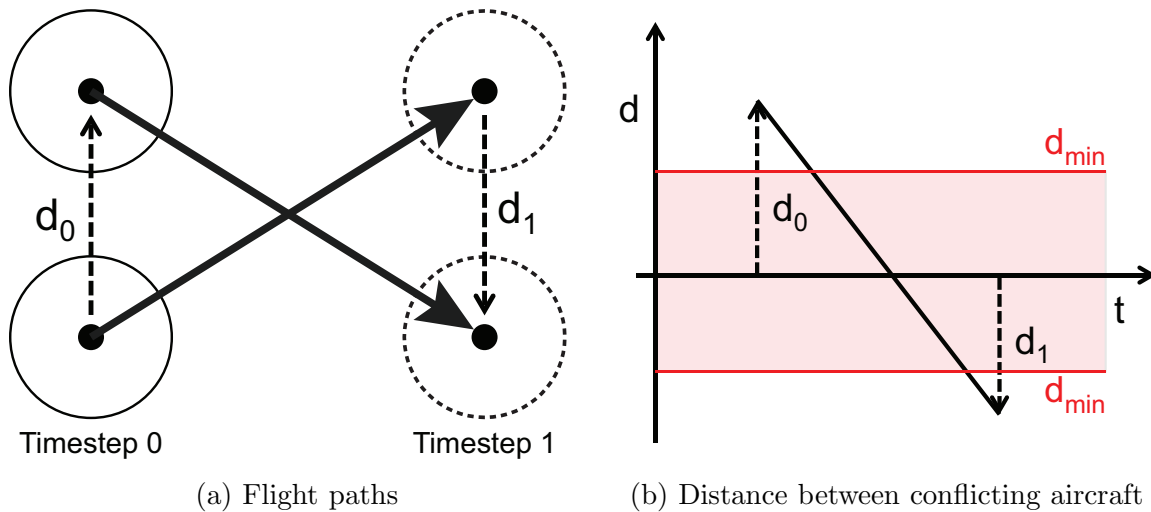 d0
d1
Timestep 0
Timestep 1
(a) Flight paths
d
dmin
d0
t
d1
dmin
(b) Distance between conflicting aircraft